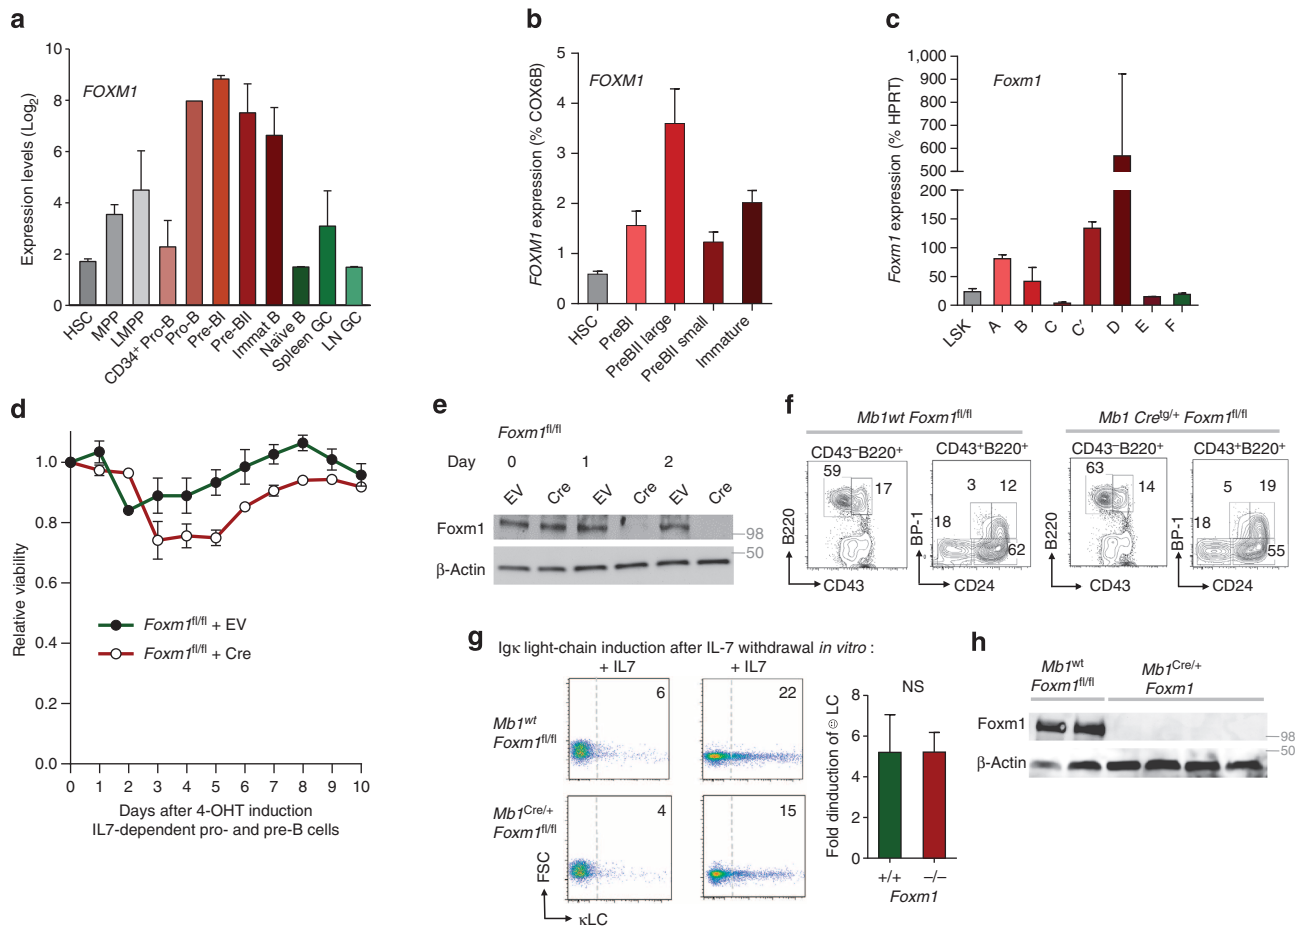 a
FOXM1
Expression levels (Log2)
10
8
6
4
2
0
HSC
MPP
LMPP
CD34+ Pro-B
Pro-B
Pre-BI
Pre-BII
Immat B
Naïve B
Spleen GC
LN GC
b
FOXM1
FOXM1 expression (% COX6B)
5
4
3
2
1
0
HSC
PreBI
PreBII large
PreBII small
Immature
c
Foxm1
Foxm1 expression (% HPRT)
1,000
900
800
700
600
500
200
150
100
50
0
LSK
A
B
C
C′
D
E
F
d
Relative viability
1.0
0.8
0.6
0.4
0.2
0.0
Foxm1fl/fl + EV
Foxm1fl/fl + Cre
0 1 2 3 4 5 6 7 8 9 10
Days after 4-OHT induction
IL7-dependent pro- and pre-B cells
e
Foxm1fl/fl
Day 0 1 2
EV Cre EV Cre EV Cre
Foxm1
98
50
β-Actin
f
Mb1wt Foxm1fl/fl
Mb1 Cretg/+ Foxm1fl/fl
CD43–B220+ CD43+B220+ CD43–B220+ CD43+B220+
59 17
3 12
18 62
63 14
5 19
18 55
B220
BP-1
B220
BP-1
CD43 CD24 CD43 CD24
g
Igκ light-chain induction after IL-7 withdrawal in vitro :
+ IL7 + IL7
Mb1wt
Foxm1fl/fl
6 22
Mb1Cre/+
Foxm1fl/fl
4 15
FSC
κLC
NS
Fold dinduction of ☹ LC
8
6
4
2
0
+/+ –/–
Foxm1
h
Mb1wt
Foxm1fl/fl
Mb1Cre/+
Foxm1
Foxm1
98
50
β-Actin